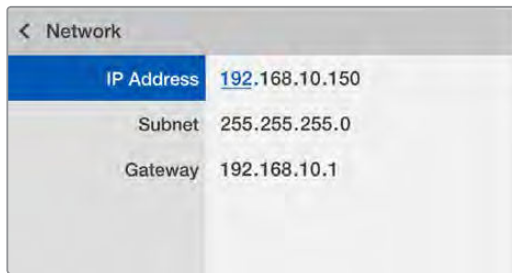 Network
IP Address 192.168.10.150
Subnet 255.255.255.0
Gateway 192.168.10.1